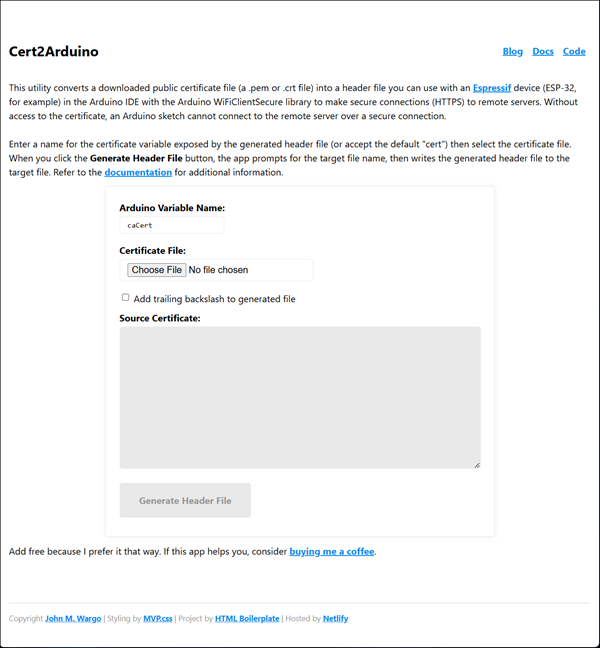 Cert2Arduino
Blog Docs Code
This utility converts a downloaded public certificate file (a .pem or .crt file) into a header file you can use with an Espressif device (ESP-32,
for example) in the Arduino IDE with the Arduino WiFiClientSecure library to make secure connections (HTTPS) to remote servers. Without
access to the certificate, an Arduino sketch cannot connect to the remote server over a secure connection.
Enter a name for the certificate variable exposed by the generated header file (or accept the default "cert") then select the certificate file.
When you click the Generate Header File button, the app prompts for the target file name, then writes the generated header file to the
target file. Refer to the documentation for additional information.
Arduino Variable Name:
caCert
Certificate File:
Choose File No file chosen
Add trailing backslash to generated file
Source Certificate:
Generate Header File
Add free because I prefer it that way. If this app helps you, consider buying me a coffee.
Copyright John M. Wargo | Styling by MVP.css | Project by HTML Boilerplate | Hosted by Netlify